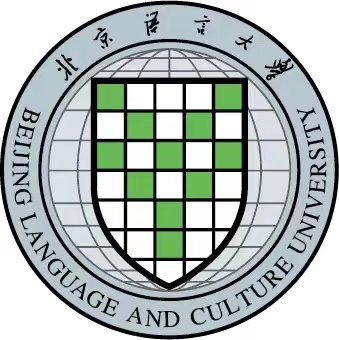 北京语言大学
BEIJING LANGUAGE AND CULTURE UNIVERSITY